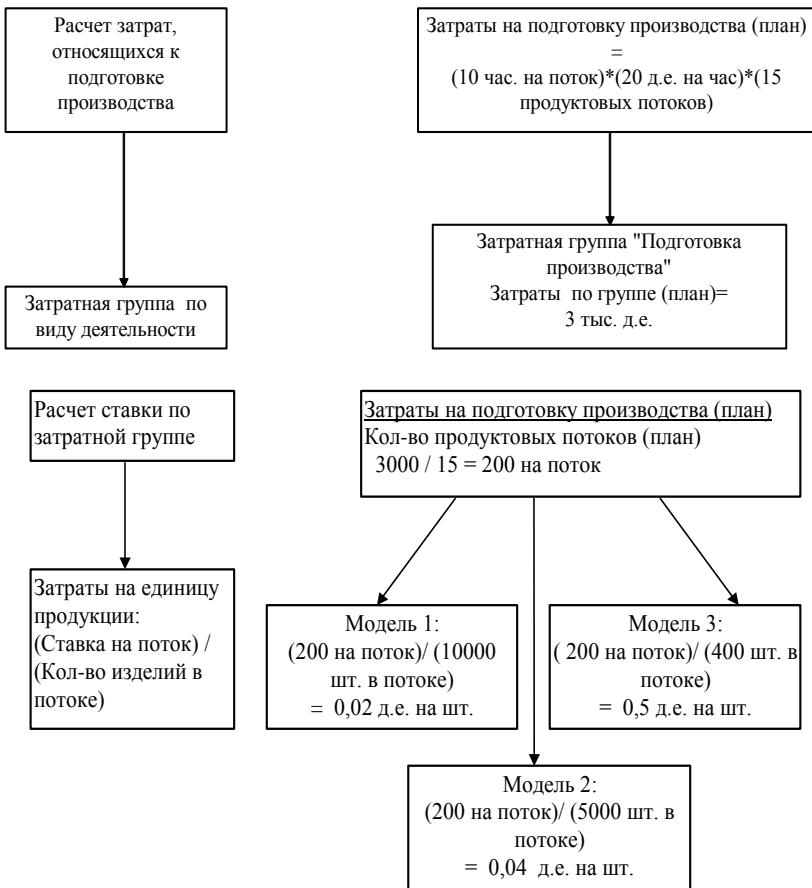 Расчет затрат,
относящихся к
подготовке
производства
Затраты на подготовку производства (план)
=
(10 час. на поток)*(20 д.е. на час)*(15
продуктовых потоков)
Затратная группа по
виду деятельности
Затратная группа "Подготовка
производства"
Затраты по группе (план)=
3 тыс. д.е.
Расчет ставки по
затратной группе
Затраты на подготовку производства (план)
Кол-во продуктовых потоков (план)
3000 / 15 = 200 на поток
Затраты на единицу
продукции:
(Ставка на поток) /
(Кол-во изделий в
потоке)
Модель 1:
(200 на поток)/ (10000
шт. в потоке)
= 0,02 д.е. на шт.
Модель 3:
( 200 на поток)/ (400 шт. в
потоке)
= 0,5 д.е. на шт.
Модель 2:
(200 на поток)/ (5000 шт. в
потоке)
= 0,04 д.е. на шт.